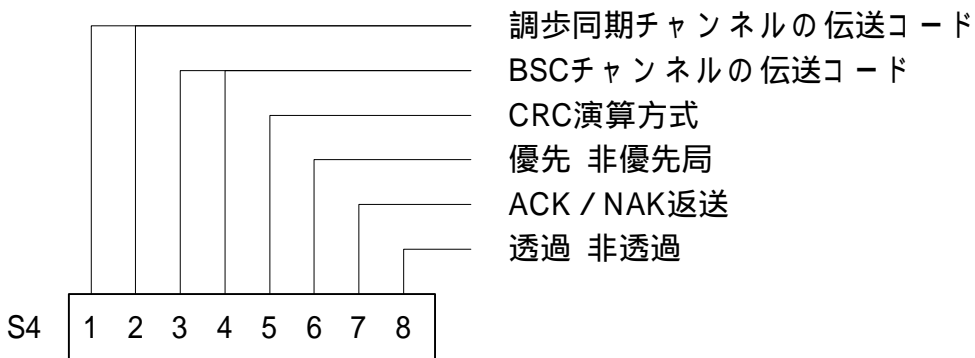 調歩同期チャンネルの伝送コード
BSCチャンネルの伝送コード
CRC演算方式
優先 非優先局
ACK / NAK返送
透過 非透過
S4 1 2 3 4 5 6 7 8